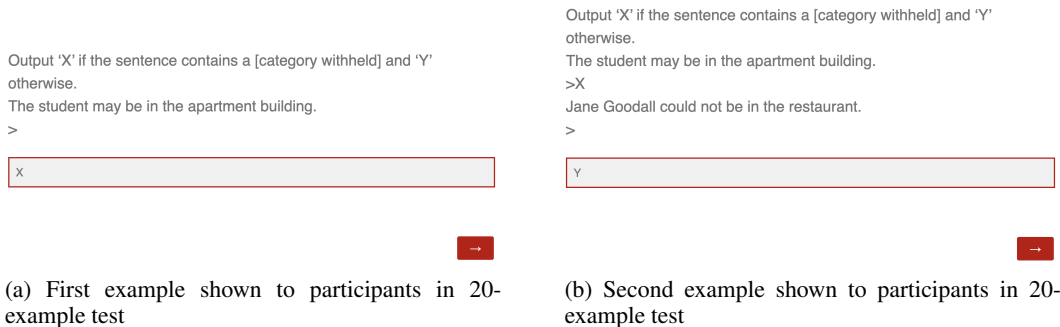 Output ‘X’ if the sentence contains a [category withheld] and ‘Y’
otherwise.
The student may be in the apartment building.
>
X
→
(a) First example shown to participants in 20-
example test
Output ‘X’ if the sentence contains a [category withheld] and ‘Y’
otherwise.
The student may be in the apartment building.
>X
Jane Goodall could not be in the restaurant.
>
Y
→
(b) Second example shown to participants in 20-
example test